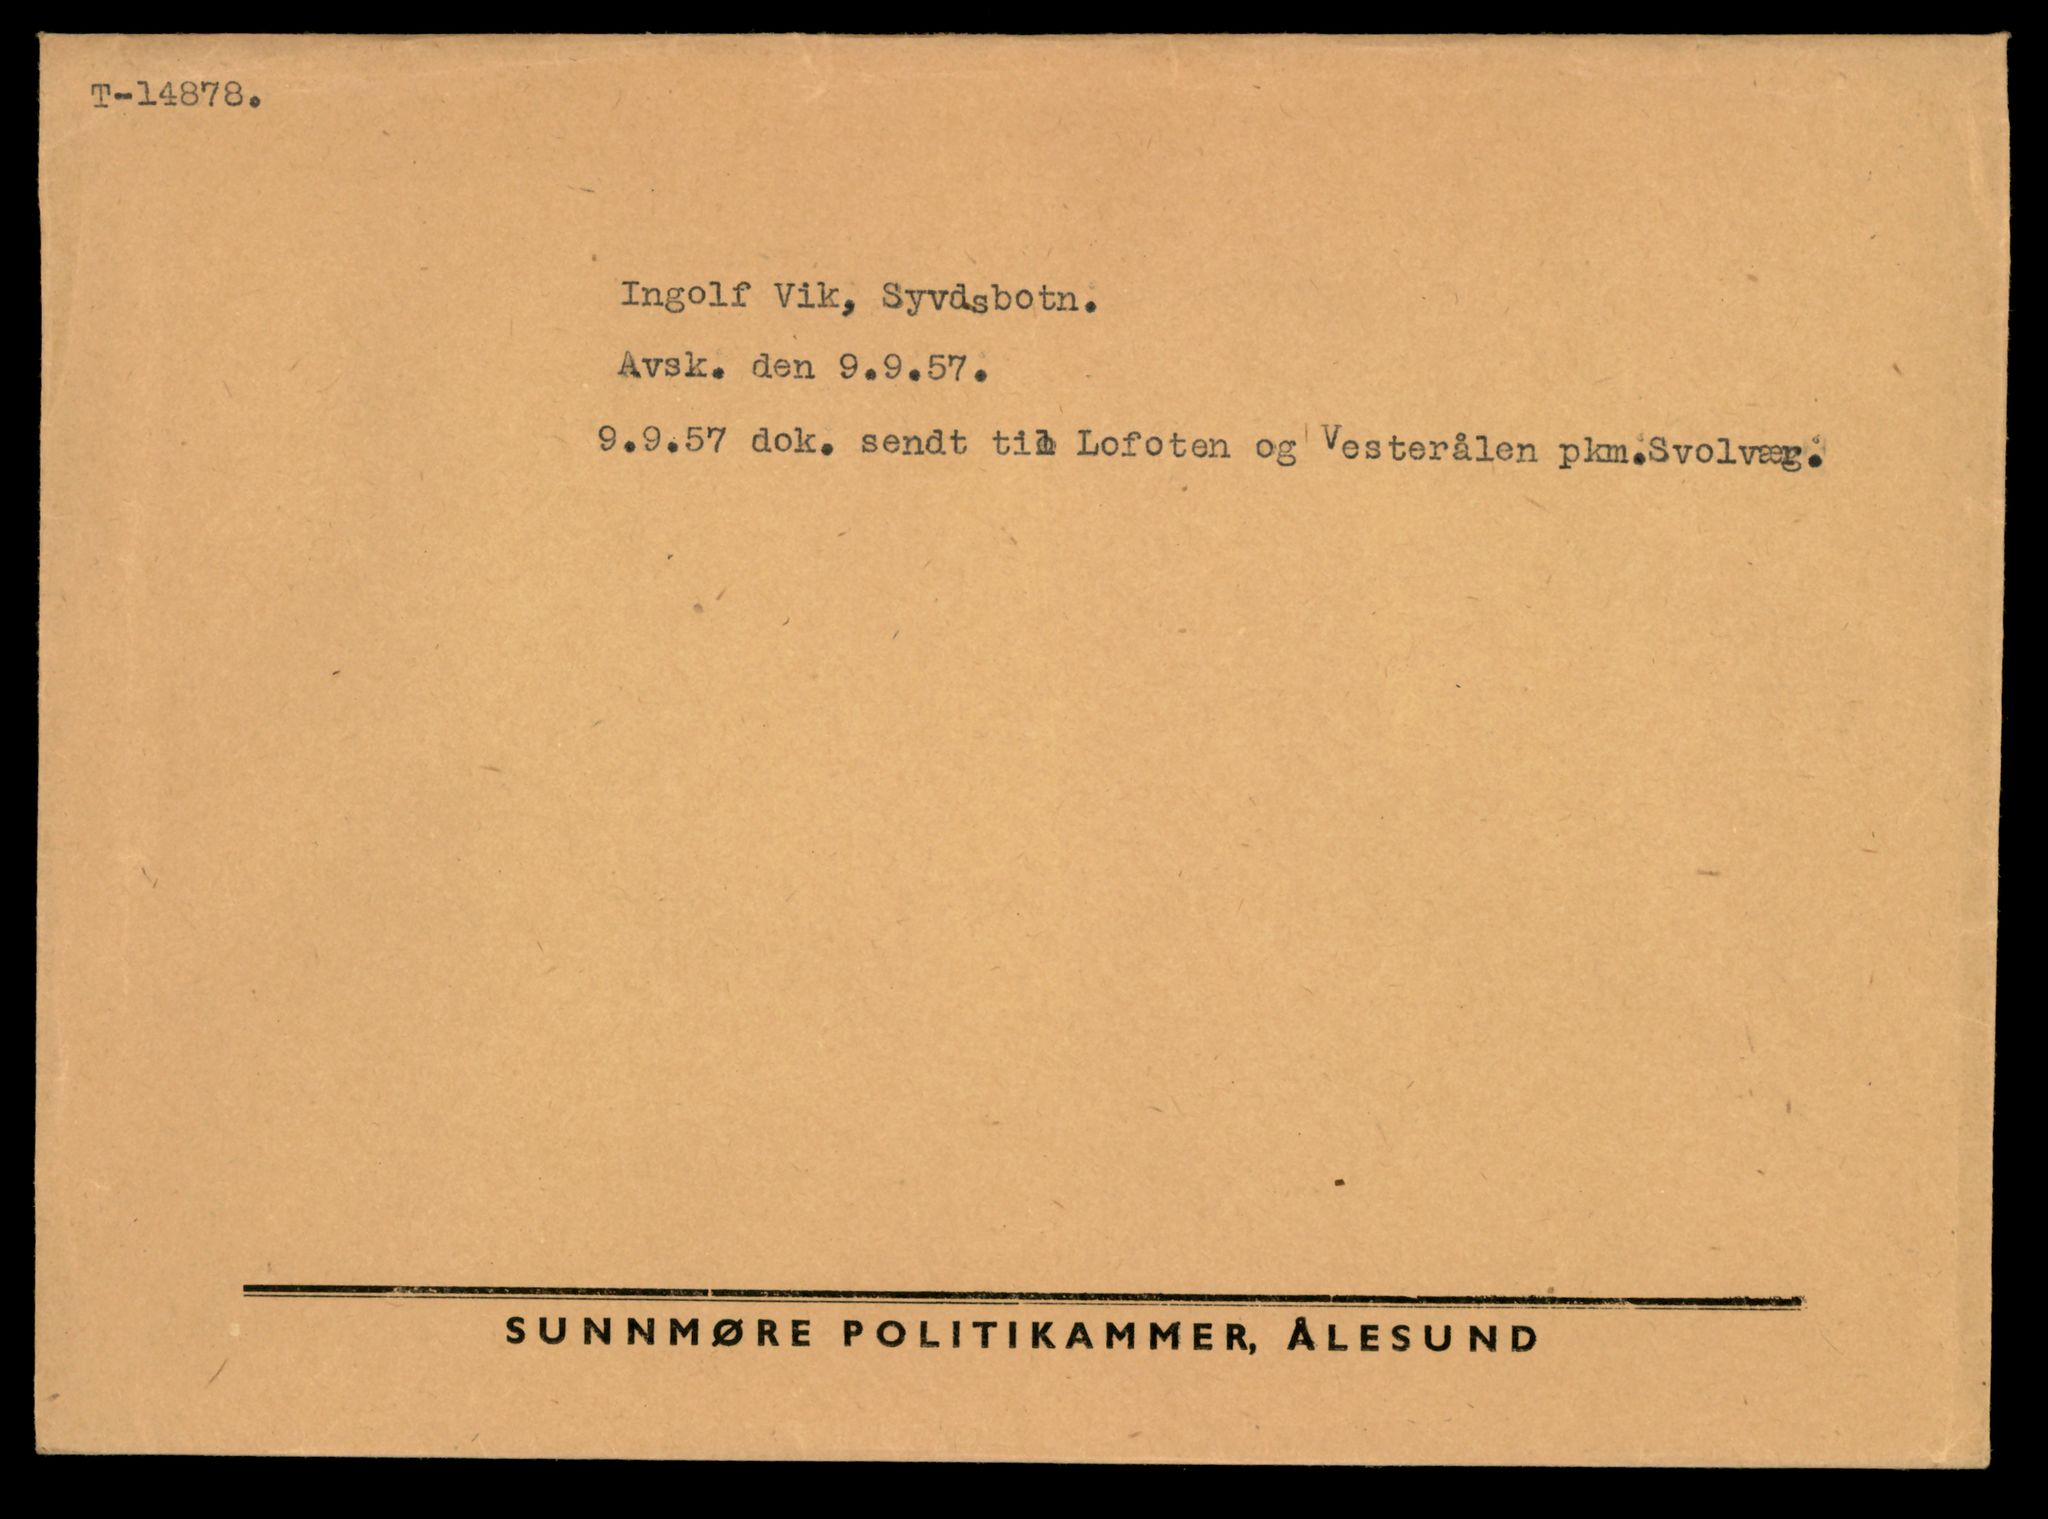 T-14878.
Ingolf Vik, Syvdsbotn.
Avsk. den 9.9.57.
9.9.57 dok. sendt til Lofoten og Vesterålen pkm.Svolvær.
SUNNMØRE POLITIKAMMER, ÅLESUND